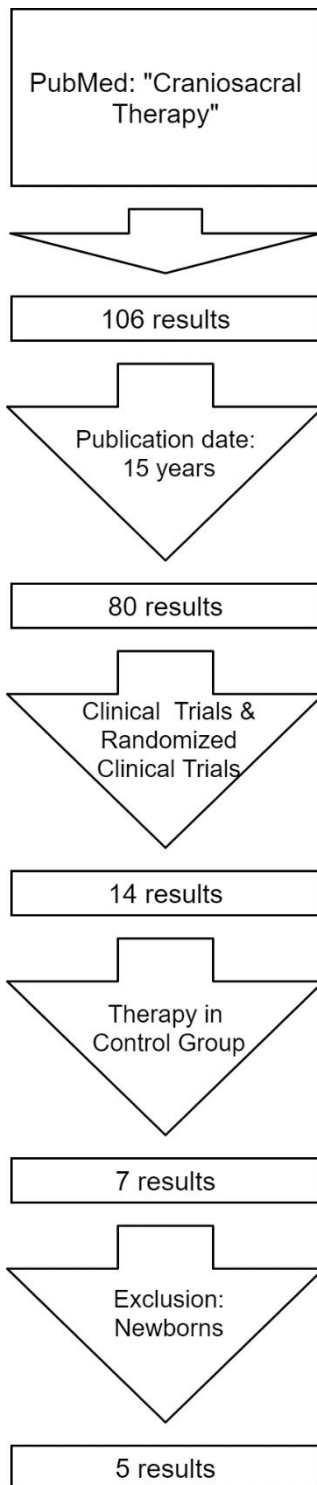 PubMed: "Craniosacral
Therapy"
106 results
Publication date:
15 years
80 results
Clinical Trials &
Randomized
Clinical Trials
14 results
Therapy in
Control Group
7 results
Exclusion:
Newborns
5 results